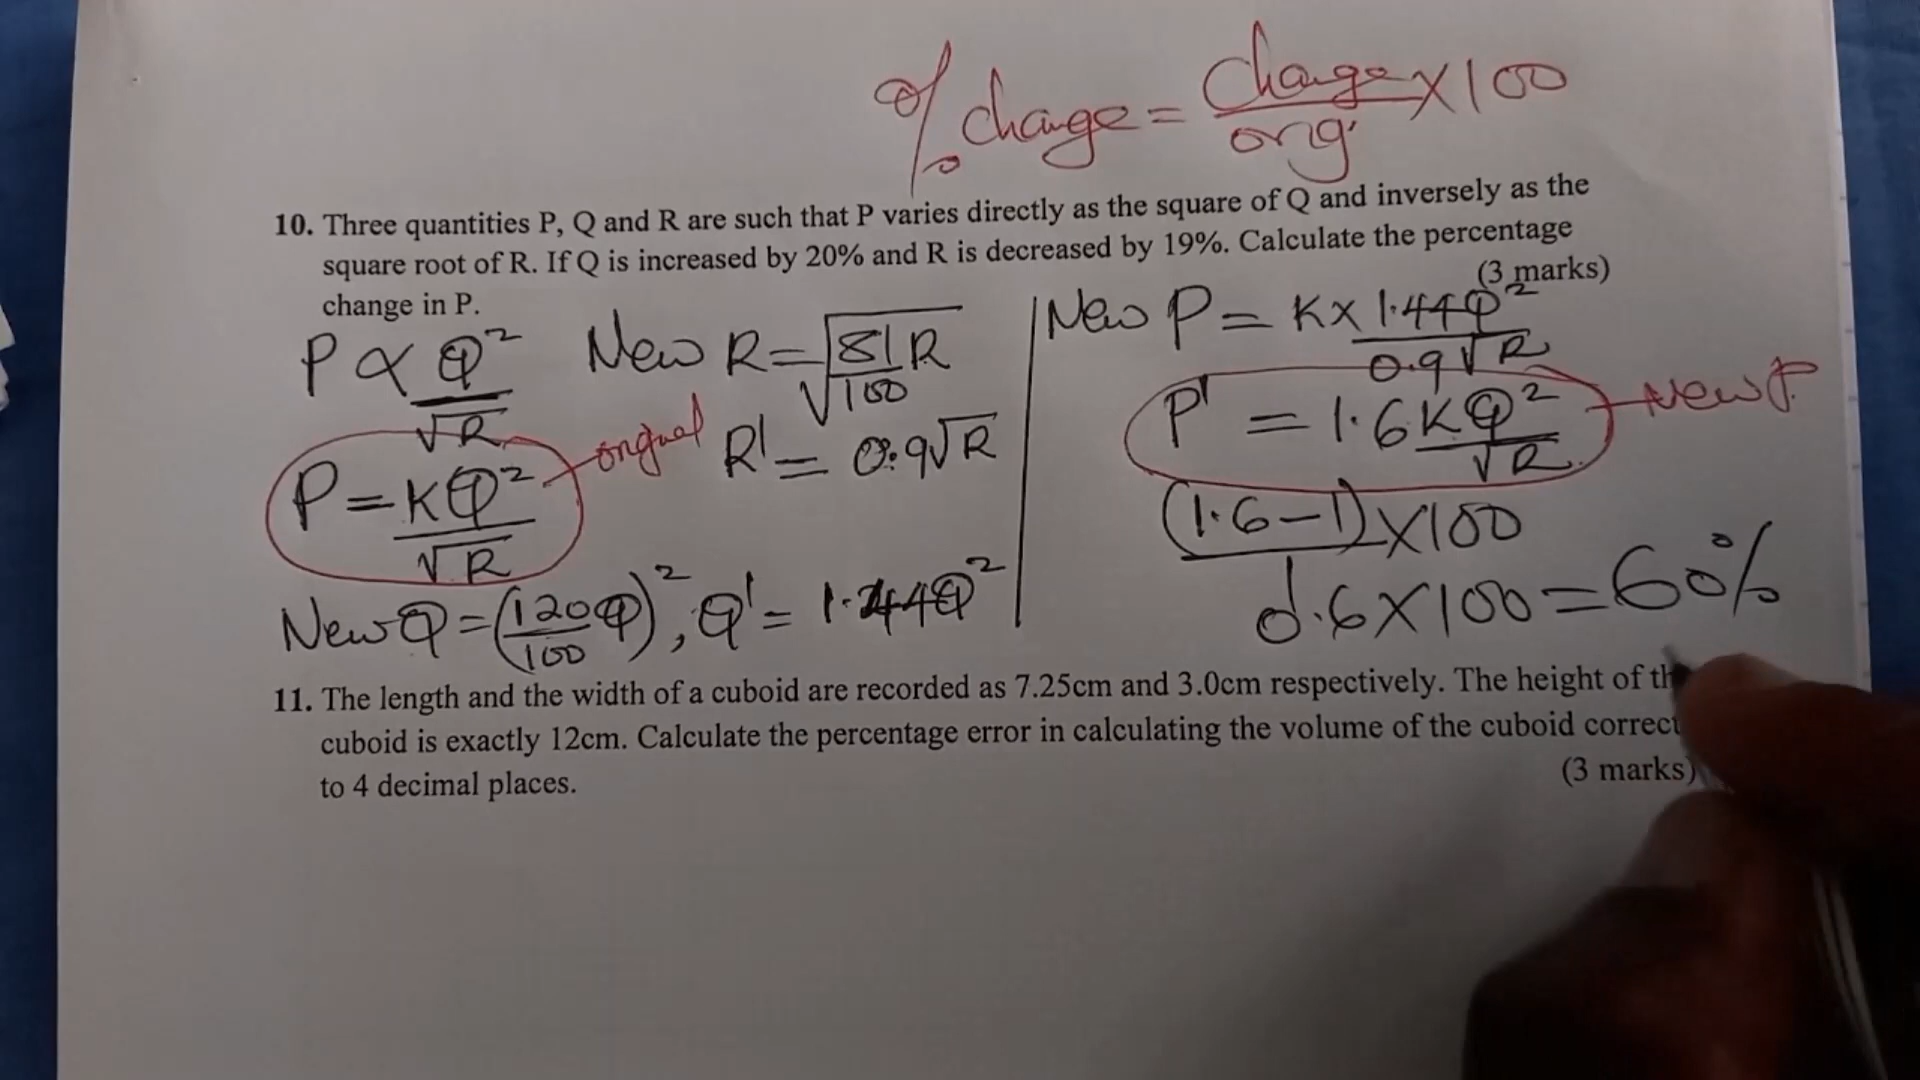 % change = change/orig × 100
10. Three quantities P, Q and R are such that P varies directly as the square of Q and inversely as the
square root of R. If Q is increased by 20% and R is decreased by 19%. Calculate the percentage
change in P.
(3 marks)
P ∝ Q²/√R
P = KQ²/√R
orignal
New Q = (120/100 Q)², Q' = 1.44Q²
New R = √(81/100 R)
R' = 0.9√R
New P = K × 1.44Q²/0.9√R
P' = 1.6KQ²/√R
New P.
(1.6 - 1)/1 × 100
0.6 × 100 = 60%
11. The length and the width of a cuboid are recorded as 7.25cm and 3.0cm respectively. The height of
cuboid is exactly 12cm. Calculate the percentage error in calculating the volume of the cuboid correct
to 4 decimal places.
(3 marks)